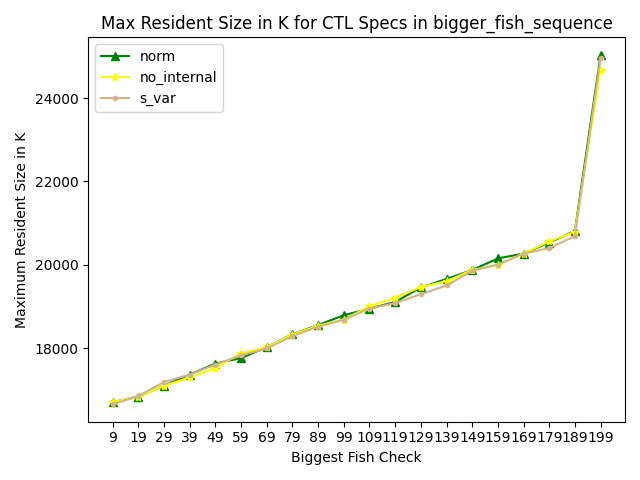 Max Resident Size in K for CTL Specs in bigger_fish_sequence
norm
no_internal
s_var
Maximum Resident Size in K
24000
22000
20000
18000
9 19 29 39 49 59 69 79 89 99 109 119 129 139 149 159 169 179 189 199
Biggest Fish Check